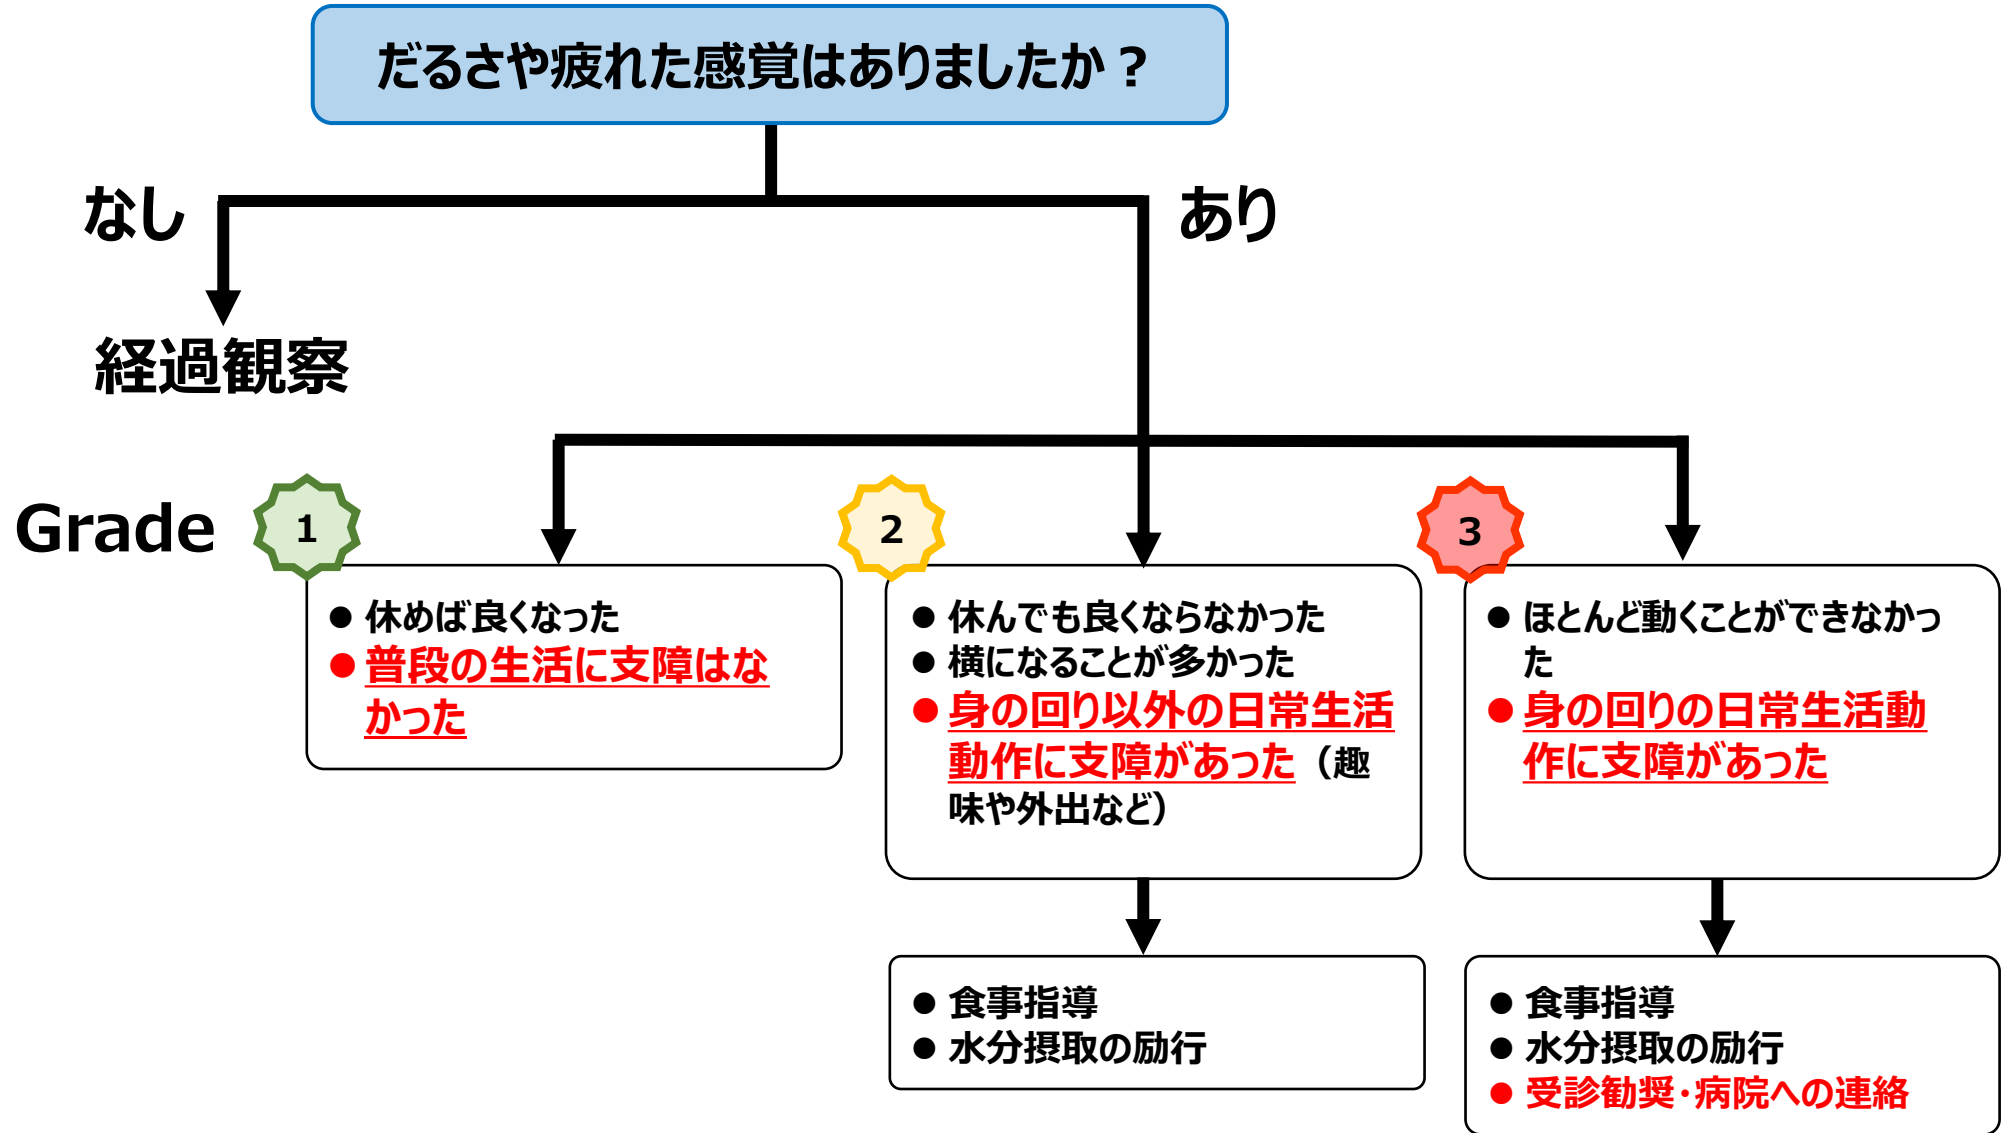 だるさや疲れた感覚はありましたか？
なし
あり
経過観察
Grade
1
● 休めば良くなった
● 普段の生活に支障はな
かった
2
● 休んでも良くならなかった
● 横になることが多かった
● 身の回り以外の日常生活
動作に支障があった（趣
味や外出など）
3
● ほとんど動くことができなかっ
た
● 身の回りの日常生活動
作に支障があった
● 食事指導
● 水分摂取の励行
● 食事指導
● 水分摂取の励行
● 受診勧奨・病院への連絡